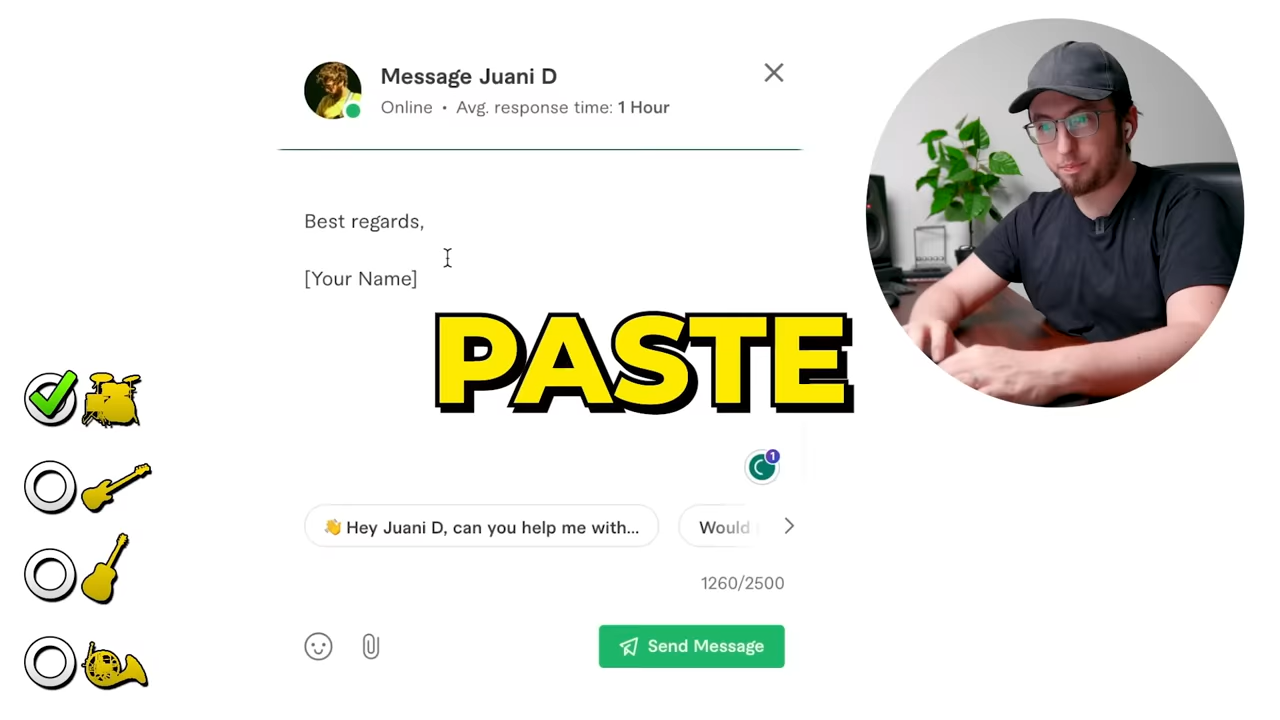 Message Juani D
Online • Avg. response time: 1 Hour
Best regards,
[Your Name]
PASTE
1
👋 Hey Juani D, can you help me with...
Would
1260/2500
Send Message